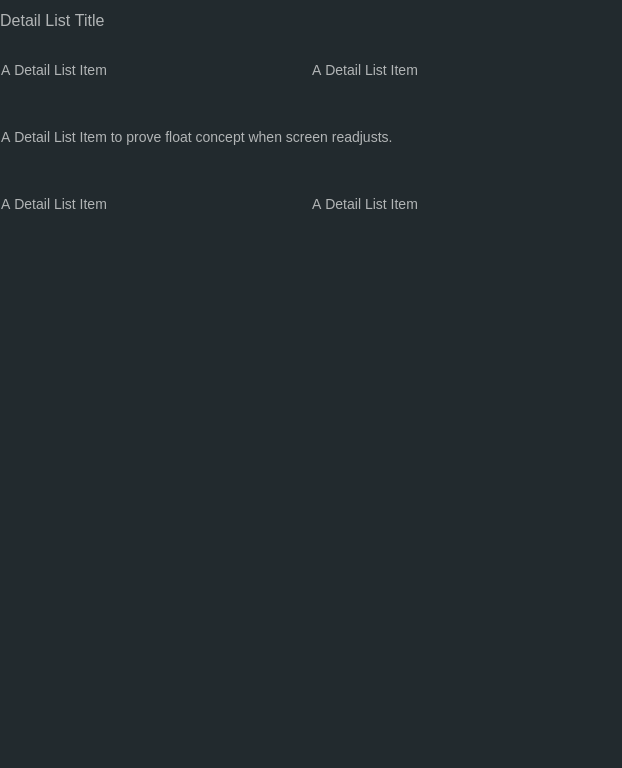 Detail List Title
A Detail List Item A Detail List Item
A Detail List Item to prove float concept when screen readjusts.
A Detail List Item A Detail List Item